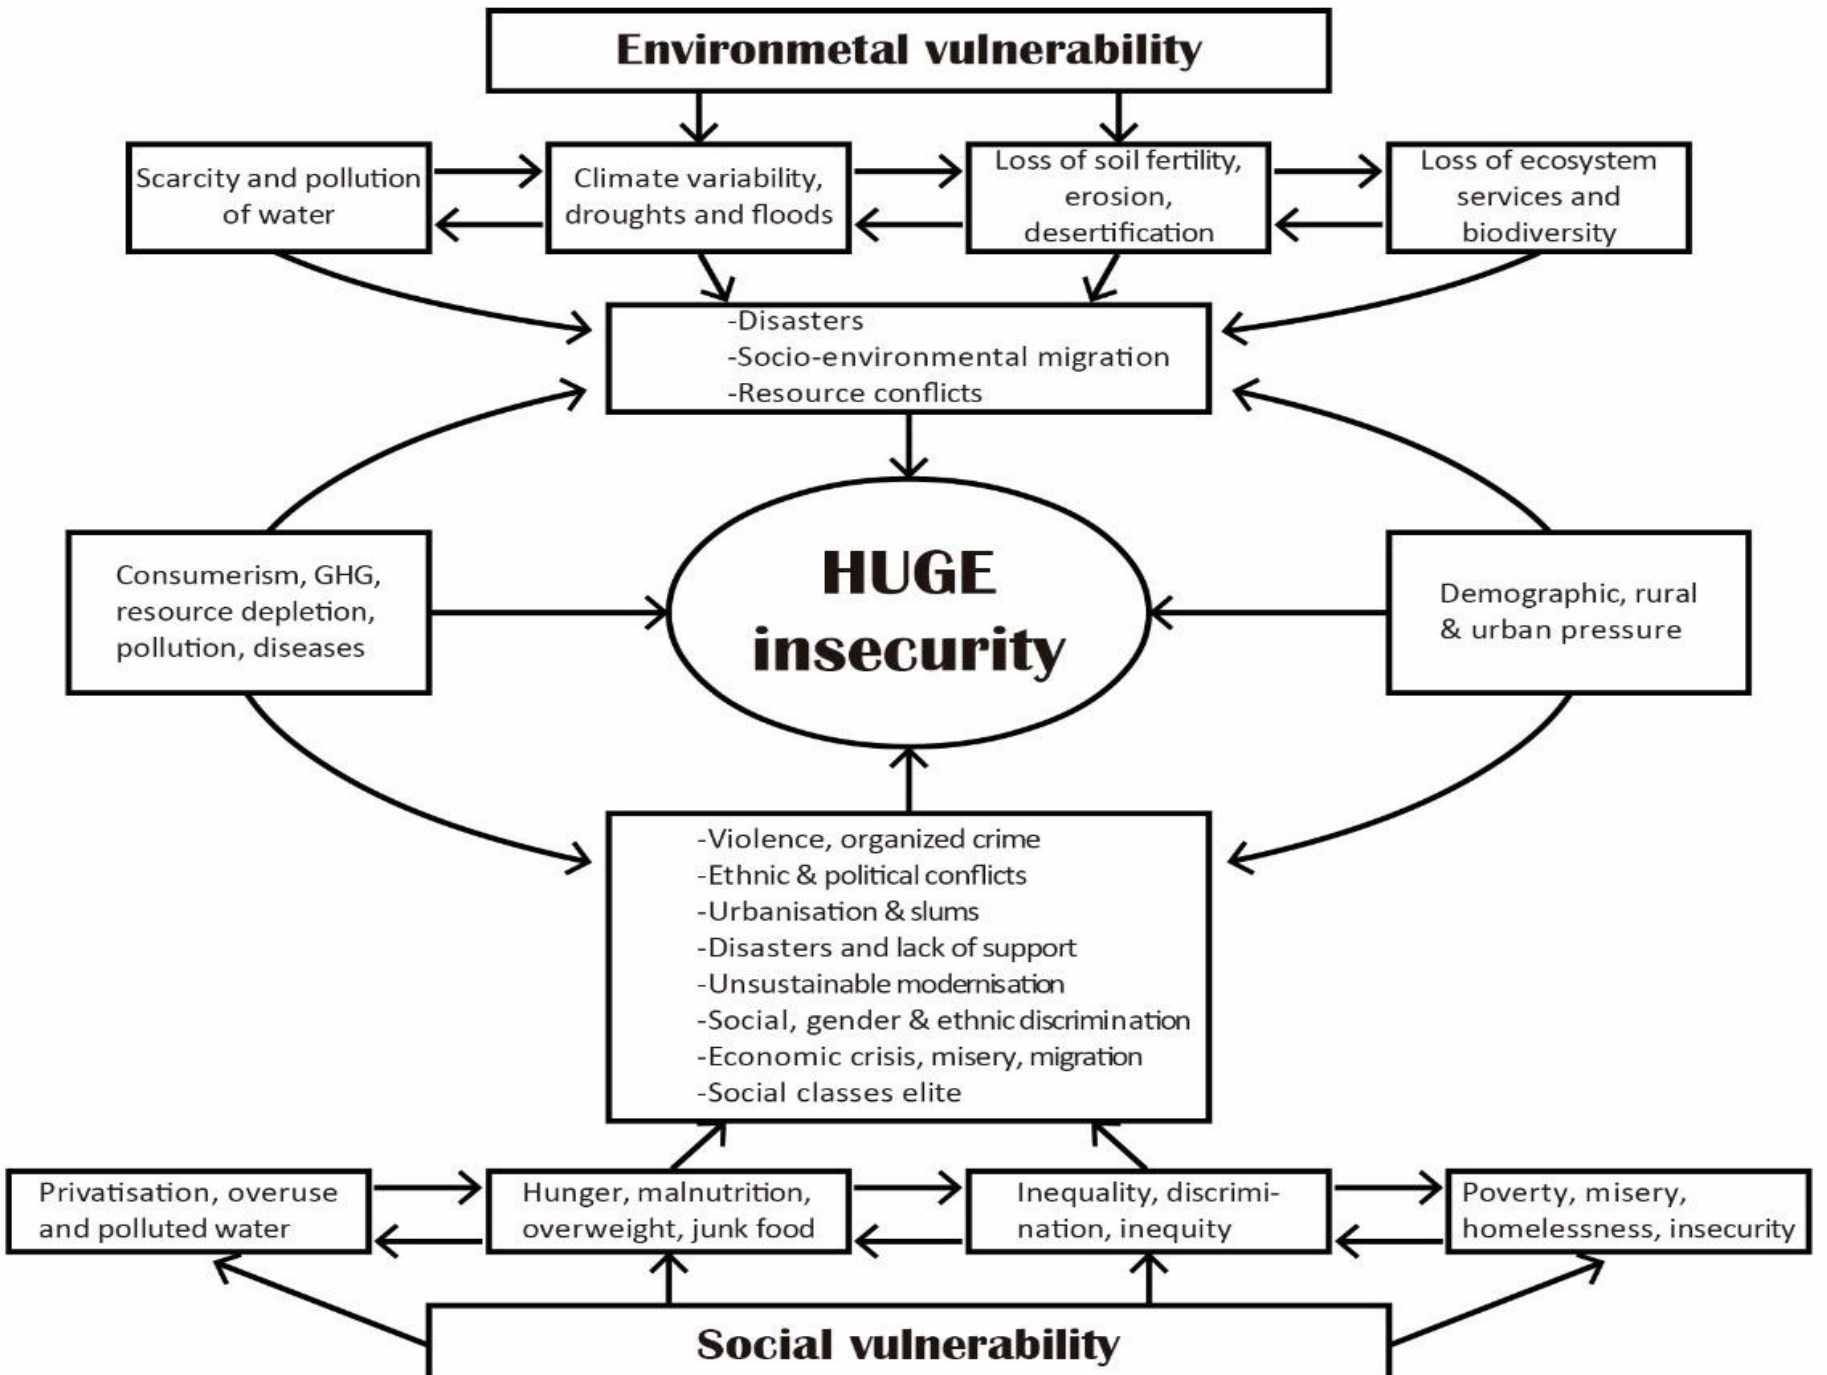 Environmetal vulnerability
Scarcity and pollution
of water
Climate variability,
droughts and floods
Loss of soil fertility,
erosion,
desertification
Loss of ecosystem
services and
biodiversity
-Disasters
-Socio-environmental migration
-Resource conflicts
Consumerism, GHG,
resource depletion,
pollution, diseases
HUGE
insecurity
Demographic, rural
& urban pressure
-Violence, organized crime
-Ethnic & political conflicts
-Urbanisation & slums
-Disasters and lack of support
-Unsustainable modernisation
-Social, gender & ethnic discrimination
-Economic crisis, misery, migration
-Social classes elite
Privatisation, overuse
and polluted water
Hunger, malnutrition,
overweight, junk food
Inequality, discrimi-
nation, inequity
Poverty, misery,
homelessness, insecurity
Social vulnerability